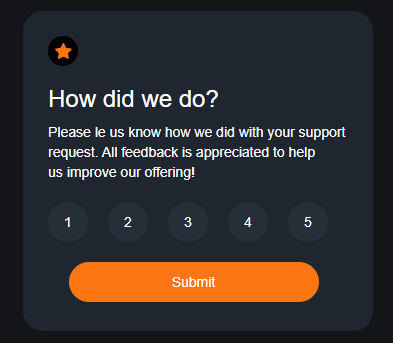 How did we do?
Please le us know how we did with your support
request. All feedback is appreciated to help
us improve our offering!
1 2 3 4 5
Submit